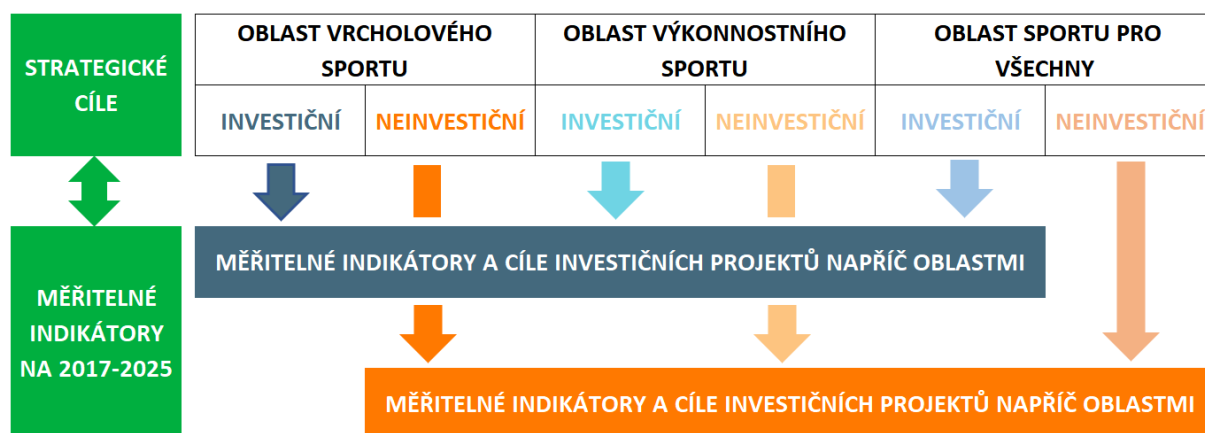 STRATEGICKÉ
CÍLE
OBLAST VRCHOLOVÉHO
SPORTU
OBLAST VÝKONNOSTNÍHO
SPORTU
OBLAST SPORTU PRO
VŠECHNY
INVESTIČNÍ
NEINVESTIČNÍ
INVESTIČNÍ
NEINVESTIČNÍ
INVESTIČNÍ
NEINVESTIČNÍ
MĚŘITELNÉ
INDIKÁTORY
NA 2017-2025
MĚŘITELNÉ INDIKÁTORY A CÍLE INVESTIČNÍCH PROJEKTŮ NAPŘÍČ OBLASTMI
MĚŘITELNÉ INDIKÁTORY A CÍLE INVESTIČNÍCH PROJEKTŮ NAPŘÍČ OBLASTMI